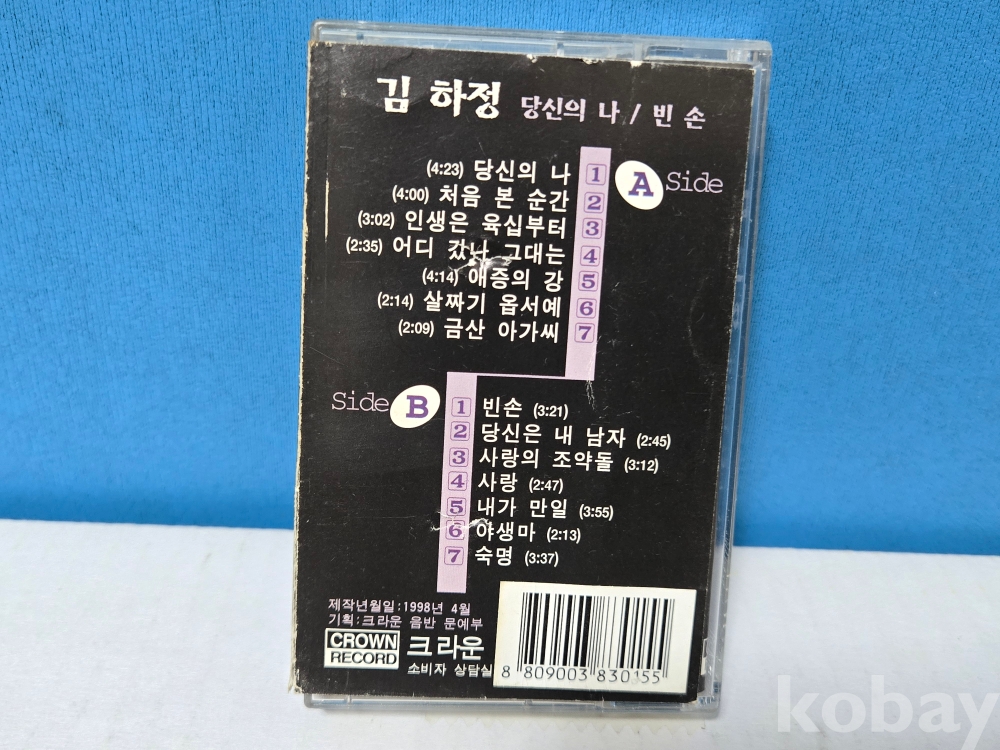 김 하정 당신의 나 / 빈 손
A Side
(4:23) 당신의 나 1
(4:00) 처음 본 순간 2
(3:02) 인생은 육십부터 3
(2:35) 어디 갔나 그대는 4
(4:14) 애증의 강 5
(2:14) 살짜기 옵서예 6
(2:09) 금산 아가씨 7
Side B
1 빈손 (3:21)
2 당신은 내 남자 (2:45)
3 사랑의 조약돌 (3:12)
4 사랑 (2:47)
5 내가 만일 (3:55)
6 야생마 (2:13)
7 숙명 (3:37)
제작년월일:1998년 4월
기획:크라운 음반 문예부
CROWN RECORD 크라운
소비자 상담실
8 809003 830155
kobay